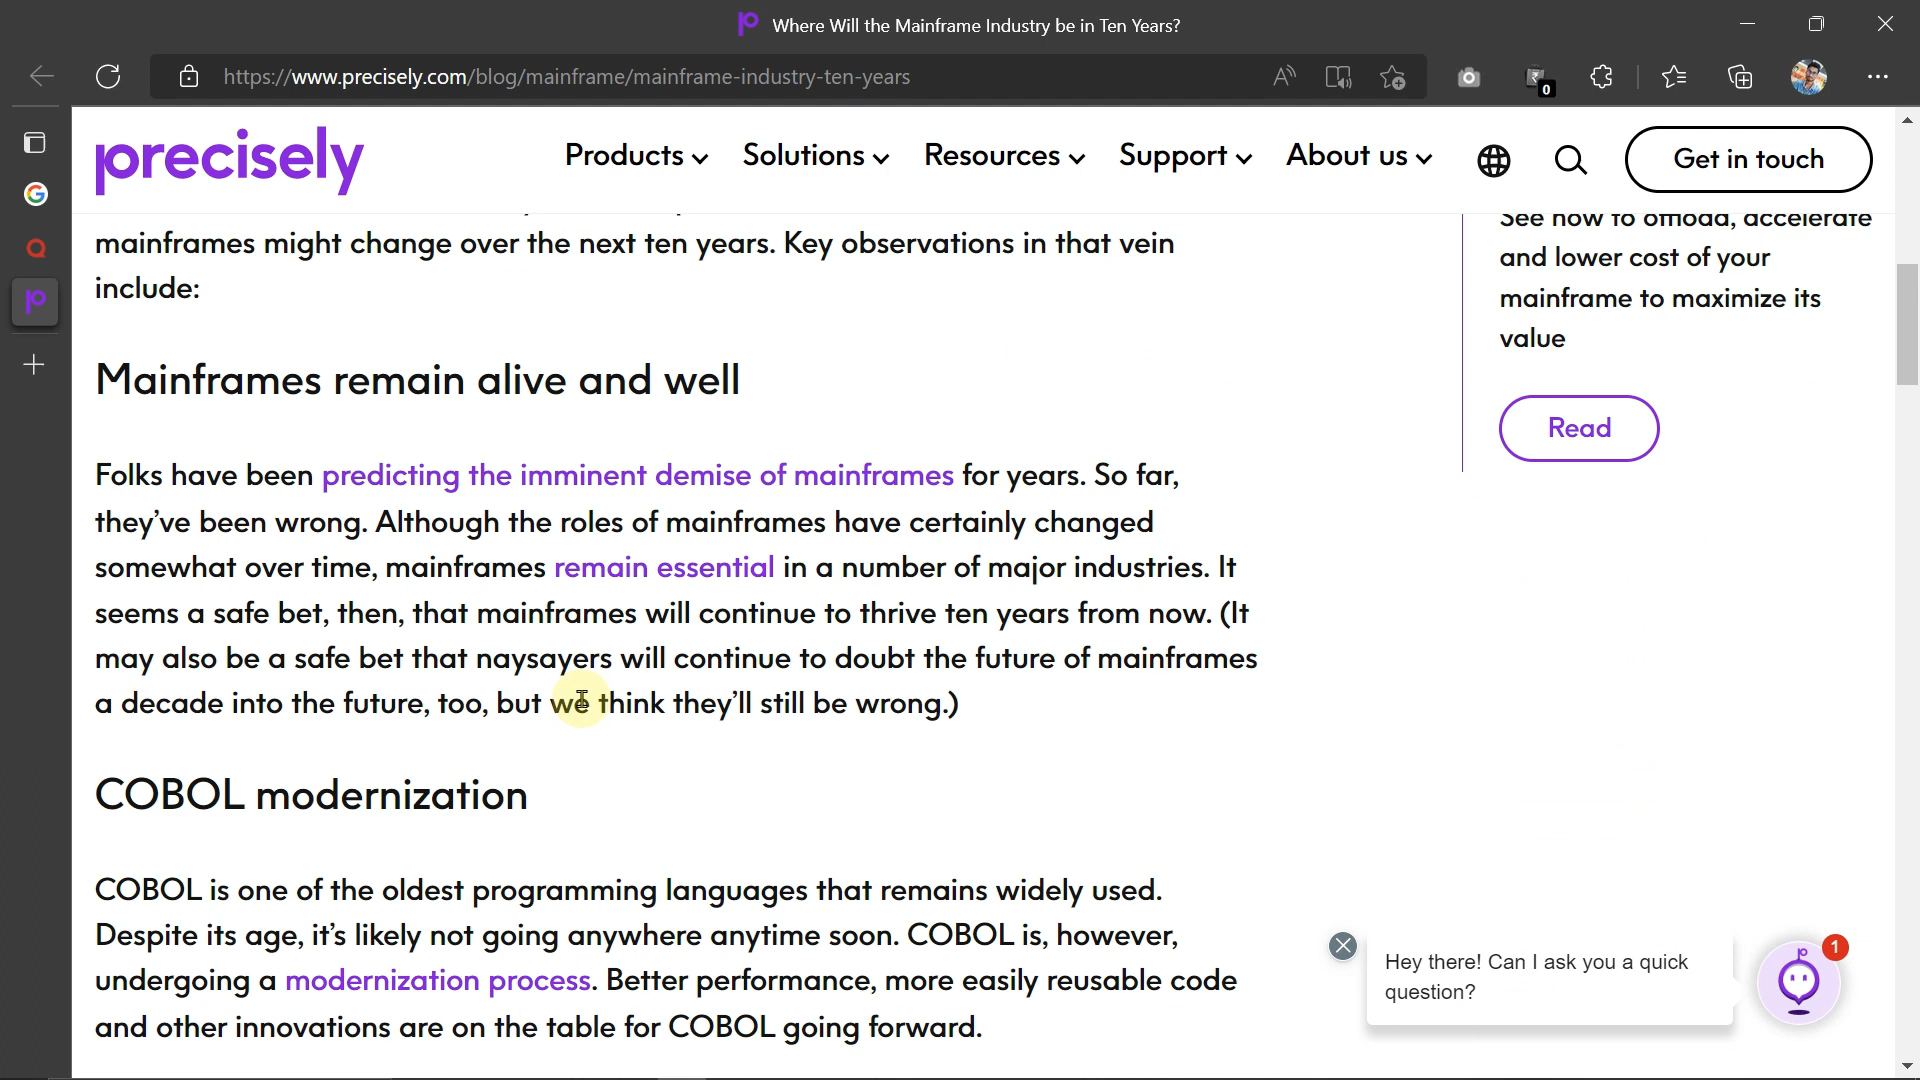 Where Will the Mainframe Industry be in Ten Years?
https://www.precisely.com/blog/mainframe/mainframe-industry-ten-years
0
precisely
Products
Solutions
Resources
Support
About us
Get in touch
mainframes might change over the next ten years. Key observations in that vein
include:
See how to offload, accelerate
and lower cost of your
mainframe to maximize its
value
Read
Mainframes remain alive and well
Folks have been predicting the imminent demise of mainframes for years. So far,
they've been wrong. Although the roles of mainframes have certainly changed
somewhat over time, mainframes remain essential in a number of major industries. It
seems a safe bet, then, that mainframes will continue to thrive ten years from now. (It
may also be a safe bet that naysayers will continue to doubt the future of mainframes
a decade into the future, too, but we think they'll still be wrong.)
COBOL modernization
COBOL is one of the oldest programming languages that remains widely used.
Despite its age, it's likely not going anywhere anytime soon. COBOL is, however,
undergoing a modernization process. Better performance, more easily reusable code
and other innovations are on the table for COBOL going forward.
Hey there! Can I ask you a quick
question?
1